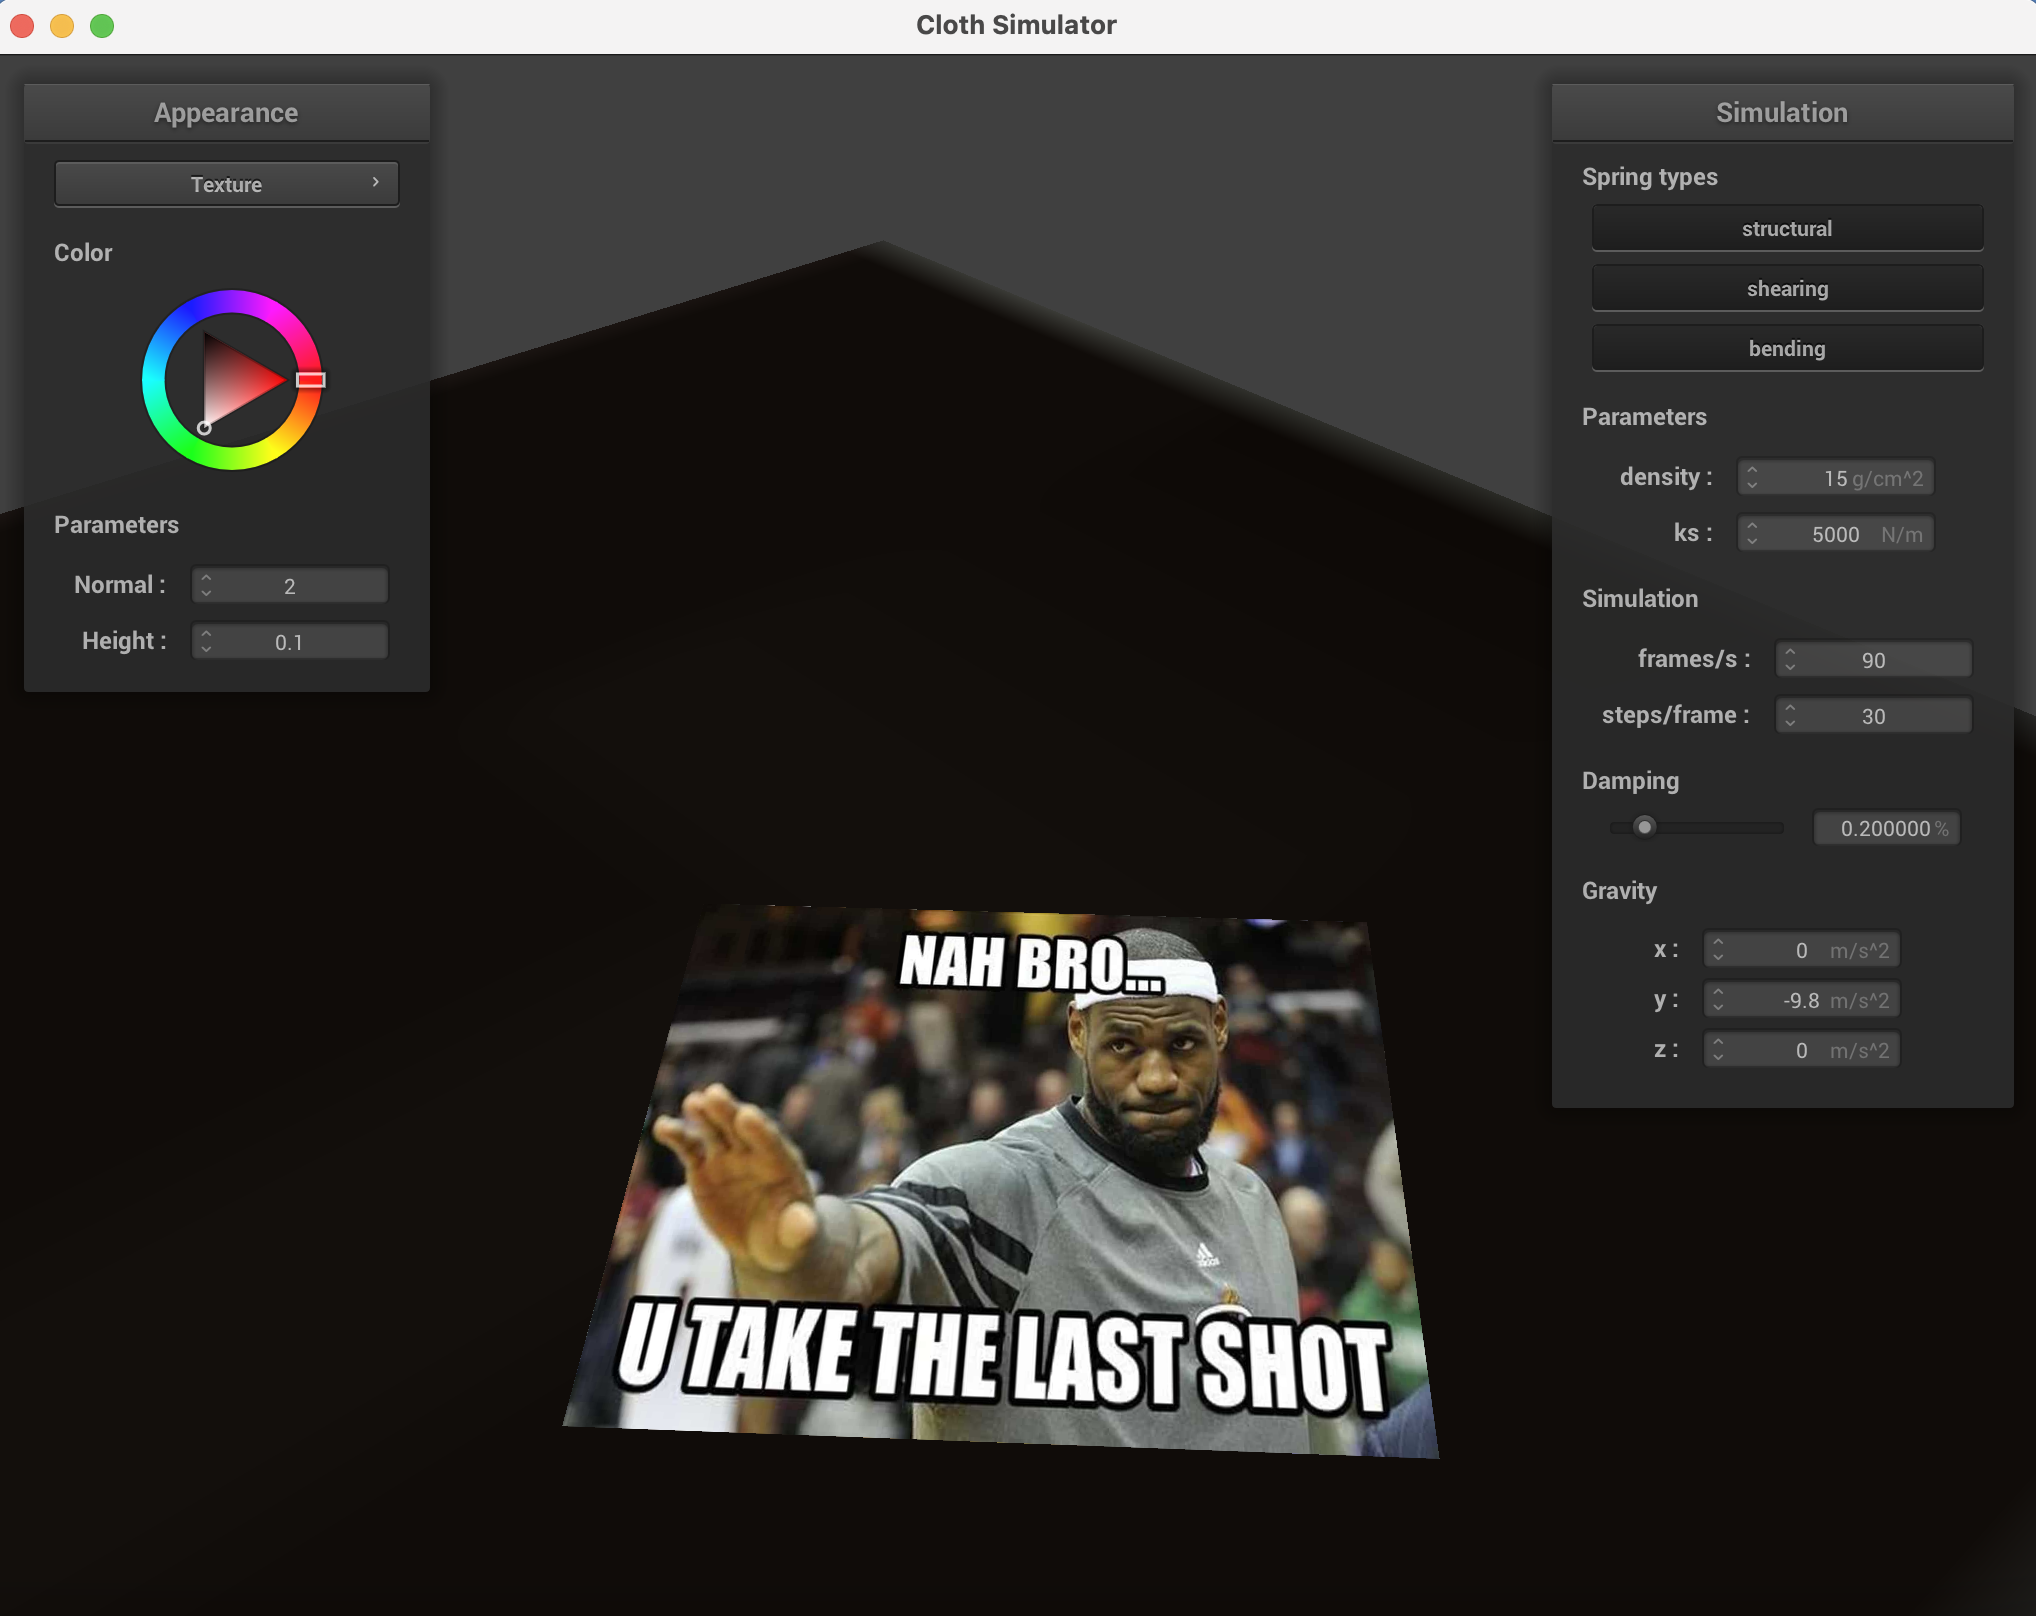 Cloth Simulator
Appearance
Texture
Color
Parameters
Normal : 2
Height : 0.1
Simulation
Spring types
structural
shearing
bending
Parameters
density : 15 g/cm^2
ks : 5000 N/m
Simulation
frames/s : 90
steps/frame : 30
Damping
0.200000 %
Gravity
x : 0 m/s^2
y : -9.8 m/s^2
z : 0 m/s^2
NAH BRO...
adidas
U TAKE THE LAST SHOT